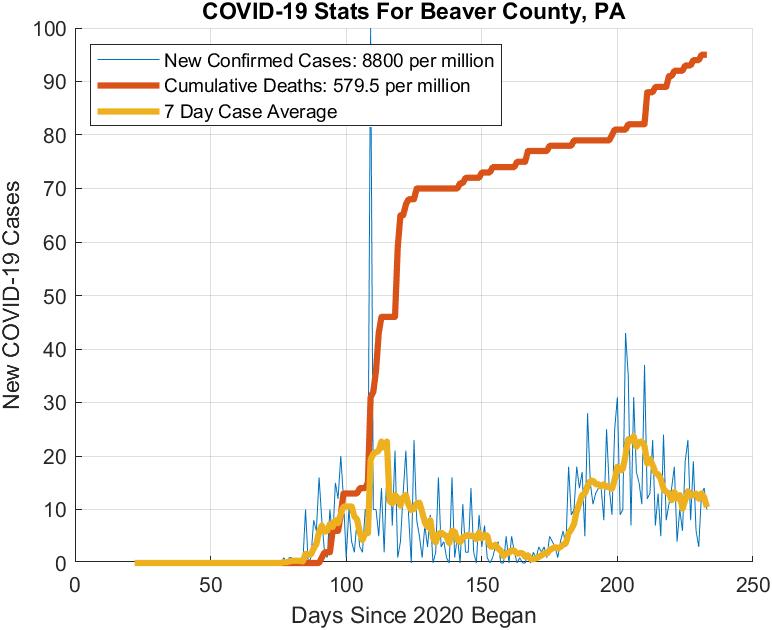 COVID-19 Stats For Beaver County, PA
New Confirmed Cases: 8800 per million
Cumulative Deaths: 579.5 per million
7 Day Case Average
New COVID-19 Cases
100
90
80
70
60
50
40
30
20
10
0
0 50 100 150 200 250
Days Since 2020 Began